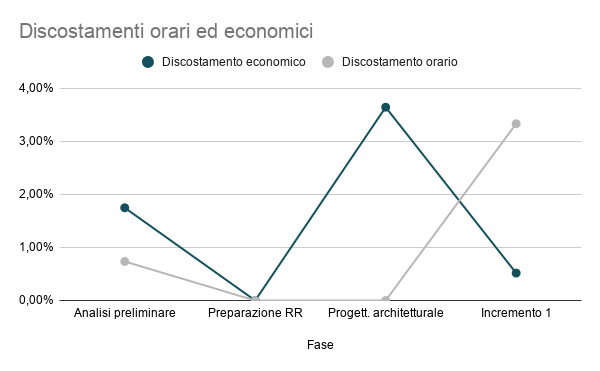 Discostamenti orari ed economici
Discostamento economico Discostamento orario
4,00%
3,00%
2,00%
1,00%
0,00%
Analisi preliminare Preparazione RR Progett. architetturale Incremento 1
Fase